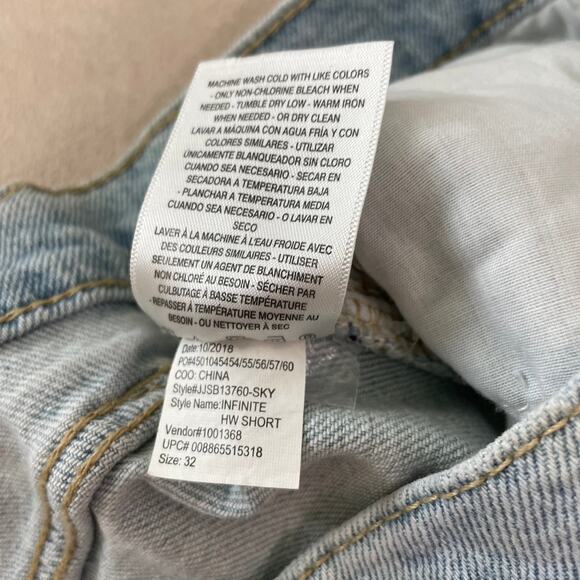 MACHINE WASH COLD WITH LIKE COLORS
- ONLY NON-CHLORINE BLEACH WHEN
NEEDED - TUMBLE DRY LOW - WARM IRON
WHEN NEEDED - OR DRY CLEAN
LAVAR A MÁQUINA CON AGUA FRÍA Y CON
COLORES SIMILARES - UTILIZAR
ÚNICAMENTE BLANQUEADOR SIN CLORO
CUANDO SEA NECESARIO - SECAR EN
SECADORA A TEMPERATURA BAJA
- PLANCHAR A TEMPERATURA MEDIA
CUANDO SEA NECESARIO - O LAVAR EN
SECO
LAVER À LA MACHINE À L'EAU FROIDE AVEC
DES COULEURS SIMILAIRES - UTILISER
SEULEMENT UN AGENT DE BLANCHIMENT
NON CHLORÉ AU BESOIN - SÉCHER PAR
CULBUTAGE À BASSE TEMPÉRATURE
- REPASSER À TEMPÉRATURE MOYENNE AU
BESOIN - OU NETTOYER À SEC
Date:10/2018
PO#4501045454/55/56/57/60
COO: CHINA
Style#JJSB13760-SKY
Style Name:INFINITE
HW SHORT
Vendor#1001368
UPC# 008865515318
Size: 32